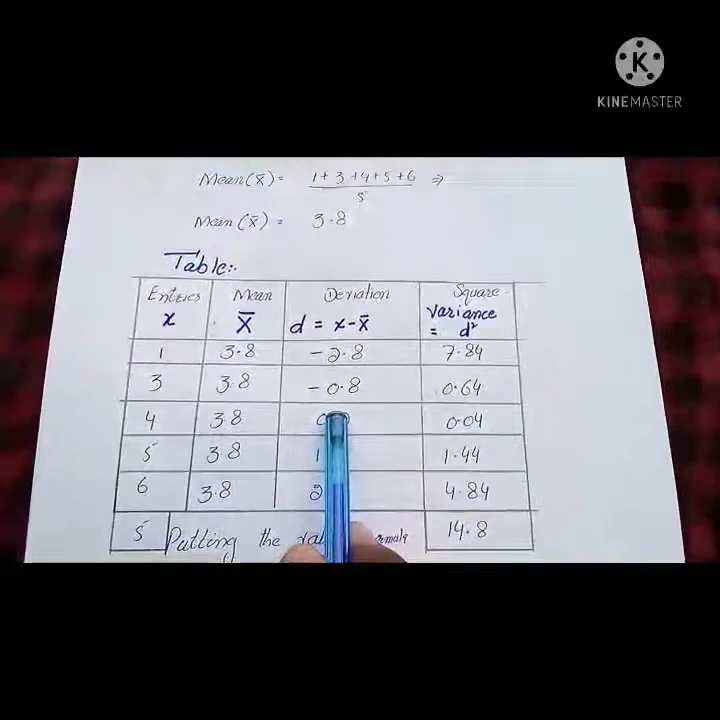 K
KINEMASTER
Mean(x̄)= 1+3+4+5+6 ⇒
5
Mean(x̄)= 3.8
Table:.
Entries Mean Deviation Square
x X̄ d = x-x̄ Variance
= d²
1 3.8 -2.8 7.84
3 3.8 -0.8 0.64
4 3.8 0.04
5 3.8 1 1.44
6 3.8 2 4.84
5 Putting the 14.8